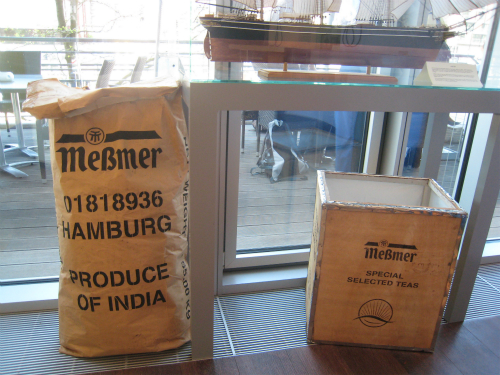 Meßmer
01818936
HAMBURG
PRODUCE
OF INDIA
Meßmer
SPECIAL
SELECTED TEAS